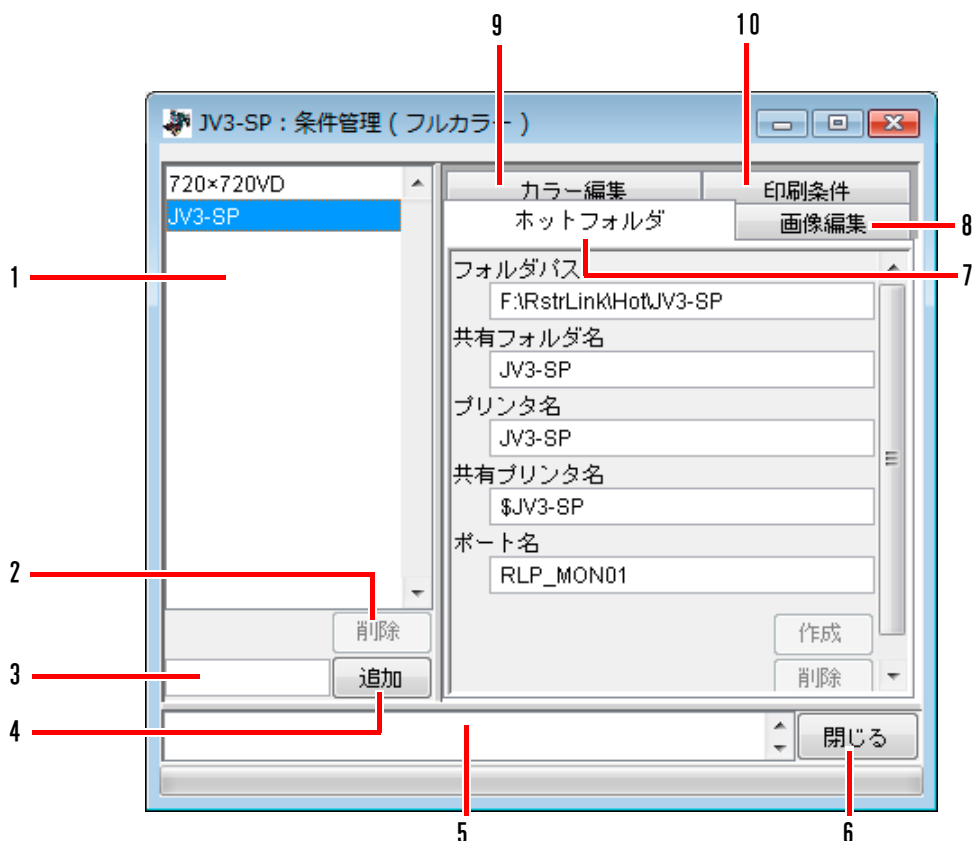 9 10
JV3-SP：条件管理 ( フルカラー )
720×720VD
JV3-SP
カラー編集 印刷条件
ホットフォルダ 画像編集
8
7
1
フォルダパス
F:\RstrLink\Hot\JV3-SP
共有フォルダ名
JV3-SP
プリンタ名
JV3-SP
共有プリンタ名
$JV3-SP
ポート名
RLP_MON01
2
削除
作成
3
追加
削除
4
閉じる
5 6